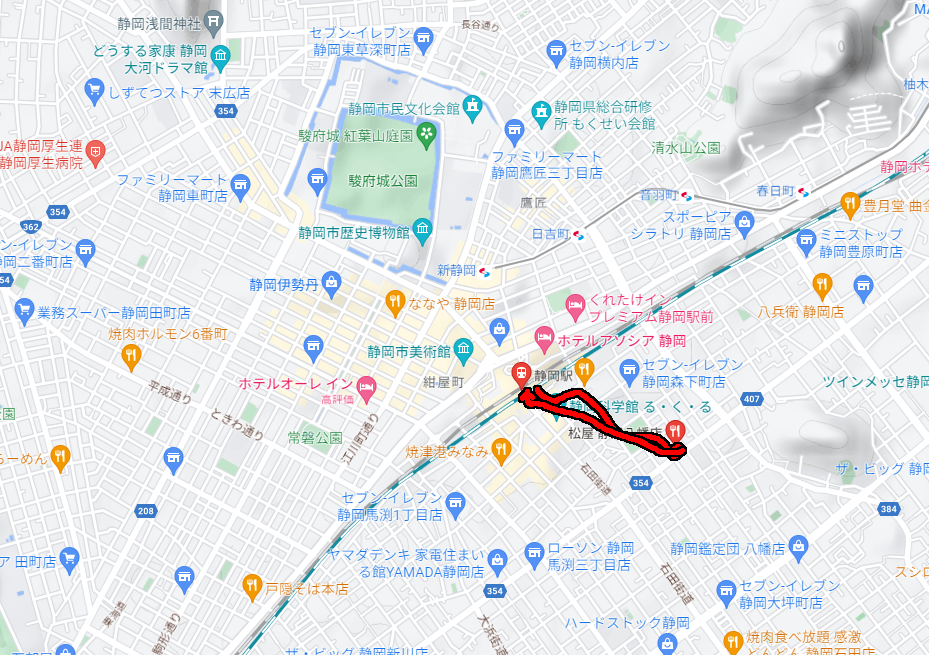 静岡浅間神社
どうする家康 静岡
大河ドラマ館
しずてつストア 末広店
354
JA静岡厚生連
静岡厚生病院
ファミリーマート
静岡車町店
354
362
静岡二番町店
54
業務スーパー静岡田町店
焼肉ホルモン6番町
セブン-イレブン
静岡東草深町店
長谷通り
セブン-イレブン
静岡横内店
静岡市民文化会館
静岡県総合研修
所 もくせい会館
駿府城 紅葉山庭園
駿府城公園
ファミリーマート
静岡鷹匠三丁目店
清水山公園
柚木
静岡ホテ
静岡市歴史博物館
鷹匠
音羽町
春日町
日吉町
スポーピア
シラトリ 静岡店
豊月堂 曲金
ミニストップ
静岡豊原町店
新静岡
静岡伊勢丹
ななや 静岡店
くれたけイン
プレミアム静岡駅前
八兵衛 静岡店
静岡市美術館
ホテルアソシア 静岡
ホテルオーレ イン
高評価
紺屋町
静岡駅
セブン-イレブン
静岡森下町店
407
ツインメッセ静岡
科学館 る・く・る
松屋
八幡店
平成通り
ときわ通り
常磐公園
江川町通り
焼津港みなみ
石田街道
354
ザ・ビッグ 静岡
384
208
らーめん
セブン-イレブン
静岡馬渕1丁目店
ヤマダデンキ 家電住まい
る館YAMADA静岡店
354
ローソン 静岡
馬渕三丁目店
静岡鑑定団 八幡店
田町店
戸隠そば本店
石田街道
セブン-イレブン
静岡大坪町店
スシロ
ハードストック静岡
駒形通り
大浜街道
ザ・ビッグ 静岡新川店
焼肉食べ放題 感激
どんどん 静岡石田店